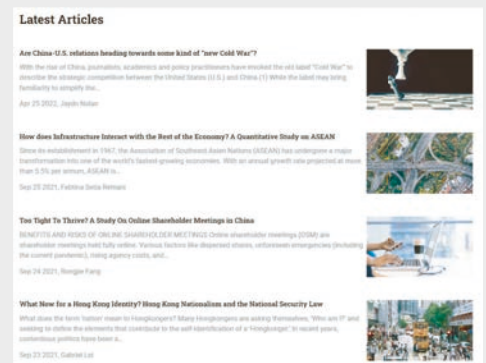 Latest Articles
Are China-U.S. relations heading towards some kind of "new Cold War"?
With the rise of China, journalists, academics and policy practitioners have invoked the old label "Cold War" to
describe the strategic competition between the United States (U.S.) and China.(1) While the label may bring
familiarity to simplify the...
Apr 25 2022, Jaydn Nolan
How does Infrastructure Interact with the Rest of the Economy? A Quantitative Study on ASEAN
Since its establishment in 1967, the Association of Southeast Asian Nations (ASEAN) has undergone a major
transformation into one of the world's fastest-growing economies. With an annual growth rate projected at more
than 5.5% per annum, ASEAN is...
Sep 25 2021, Setia
Too Tight To Thrive? A Study On Online Shareholder Meetings in China
BENEFITS AND RISKS OF ONLINE SHAREHOLDER MEETINGS Online shareholder meetings (OSM) are
shareholder meetings held fully online. Various factors like dispersed shares, unforeseen emergencies (including
the current pandemic), rising agency costs, and...
Sep 24 2021, Rongjie Fang
What Now for a Hong Kong Identity? Hong Kong Nationalism and the National Security Law
What does the term 'nation' mean to Hongkongers? Many Hongkongers are asking themselves, "Who am I?" and
seeking to define the elements that contribute to the self-identification of a 'Hongkonger.' In recent years,
contentious politics have been a...
Sep 23 2021, Gabriel Loi